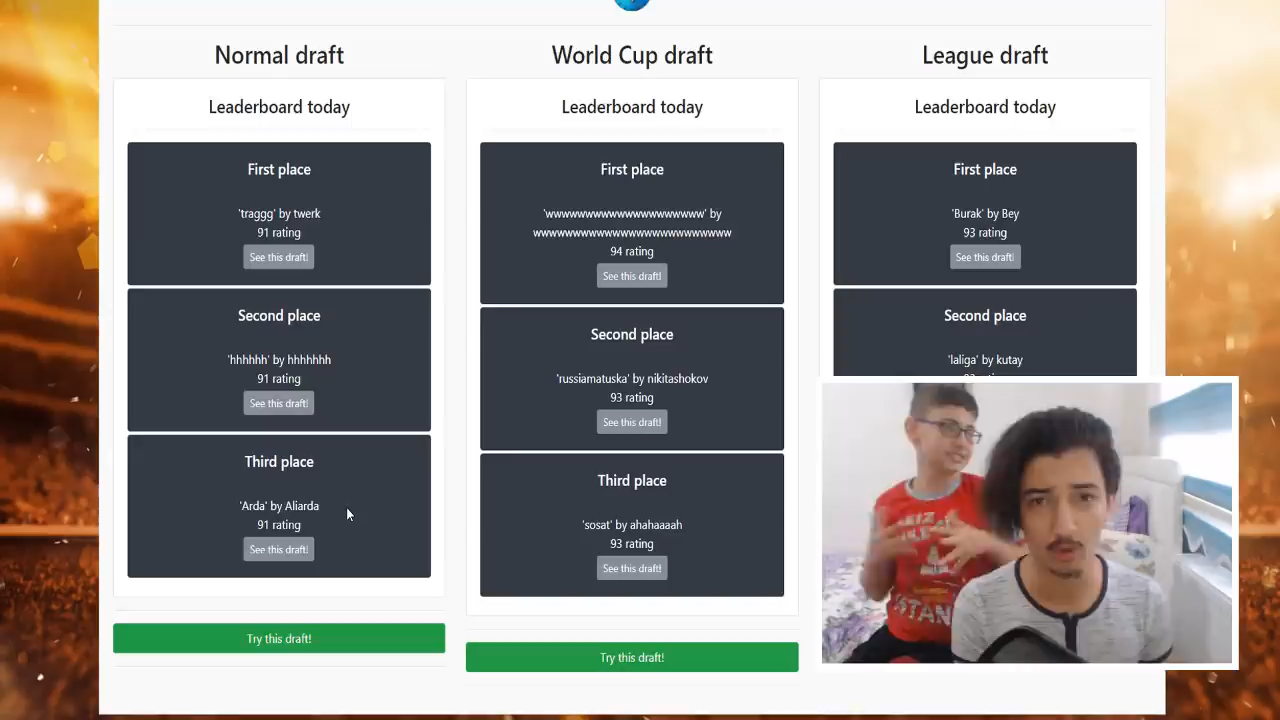 Normal draft
Leaderboard today
First place
'traggg' by twerk
91 rating
See this draft!
Second place
'hhhhhh' by hhhhhhh
91 rating
See this draft!
Third place
'Arda' by Aliarda
91 rating
See this draft!
Try this draft!
World Cup draft
Leaderboard today
First place
'wwwwwwwwwwwwwwwwwwww' by
wwwwwwwwwwwwwwwwwwwwwwwww
94 rating
See this draft!
Second place
'russiamatuska' by nikitashokov
93 rating
See this draft!
Third place
'sosat' by ahahaaaah
93 rating
See this draft!
Try this draft!
League draft
Leaderboard today
First place
'Burak' by Bey
93 rating
See this draft!
Second place
'laliga' by kutay